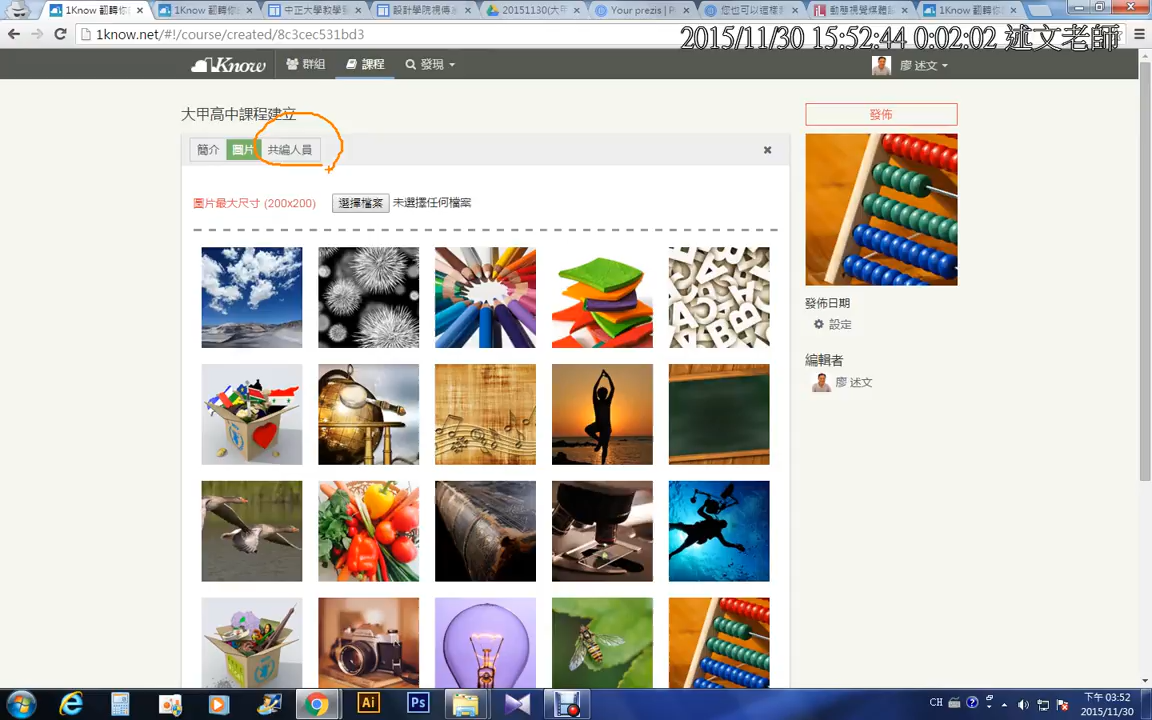 1Know 翻轉你
1Know 翻轉你
中正大學教學
設計學院視傳
20151130(大甲
Your prezis | P
您也可以這樣
動態視覺媒體
1Know 翻轉你
1know.net/#!/course/created/8c3cec531bd3
2015/11/30 15:52:44 0:02:02 述文老師
1Know
群組
課程
發現
廖 述文
大甲高中課程建立
發佈
簡介
圖片
共編人員
圖片最大尺寸 (200x200)
選擇檔案
未選擇任何檔案
發佈日期
設定
編輯者
廖 述文
Ai
Ps
CH
下午 03:52
2015/11/30